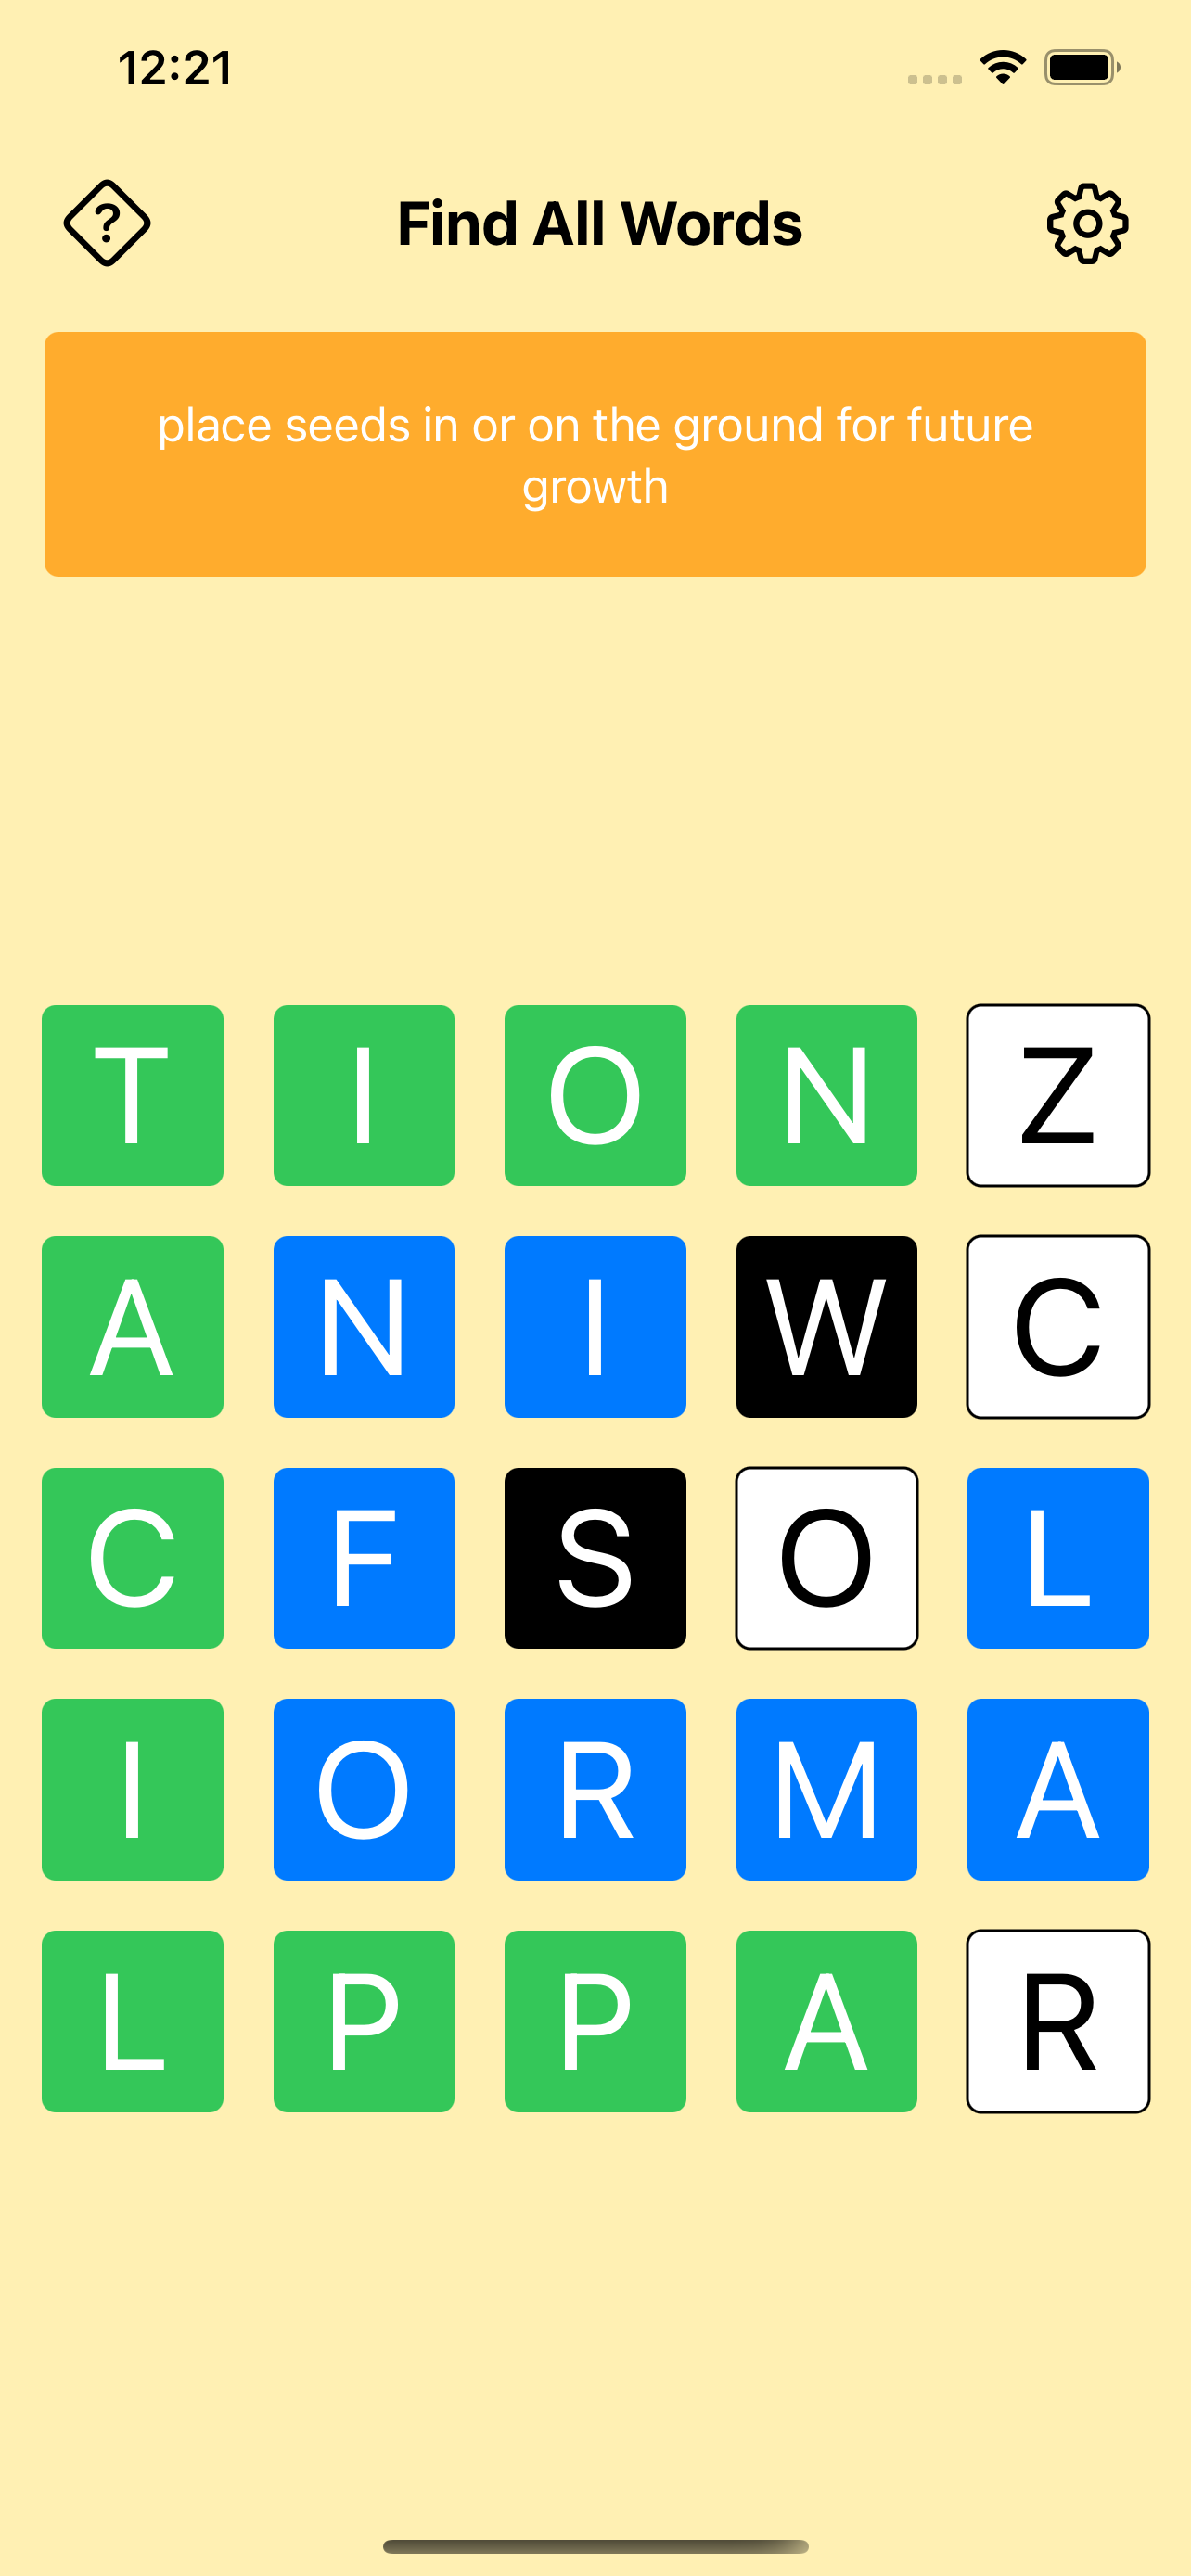 12:21
?
Find All Words
place seeds in or on the ground for future
growth
T I O N Z
A N I W C
C F S O L
I O R M A
L P P A R